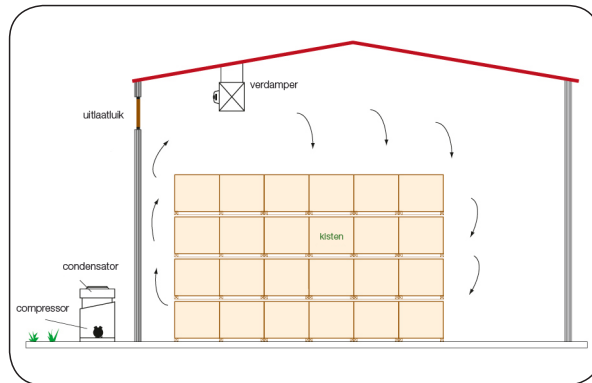 verdamper
uitlaatluik
kisten
condensator
compressor